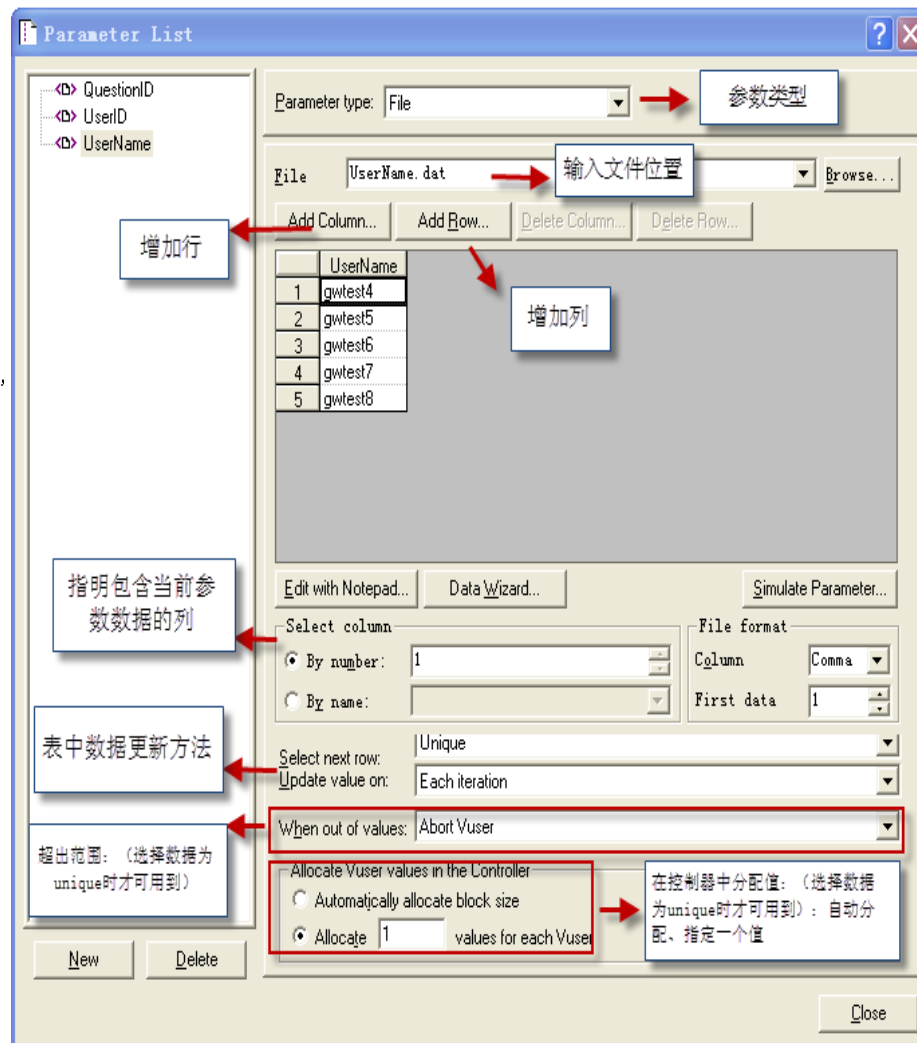 Parameter List
QuestionID
UserID
UserName
Parameter type: File
参数类型
File UserName.dat
输入文件位置
Browse...
Add Column... Add Row... Delete Column... Delete Row...
增加行
增加列
UserName
1 gwtest4
2 gwtest5
3 gwtest6
4 gwtest7
5 gwtest8
,
Edit with Notepad... Data Wizard... Simulate Parameter...
指明包含当前参
数数据的列
Select column
By number: 1
By name:
File format
Column Comma
First data 1
表中数据更新方法
Select next row: Unique
Update value on: Each iteration
When out of values: Abort Vuser
超出范围：（选择数据为
unique时才可用到）
Allocate Vuser values in the Controller
Automatically allocate block size
Allocate 1 values for each Vuser
在控制器中分配值：（选择数据
为unique时才可用到）：自动分
配、指定一个值
New Delete
Close